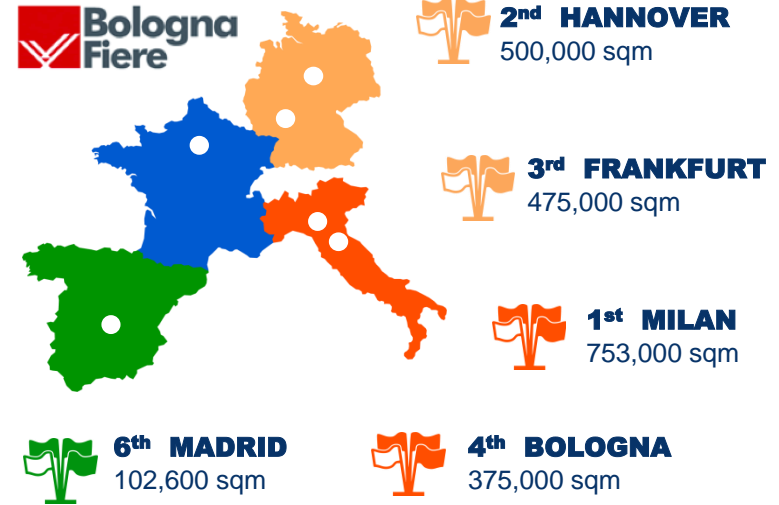 Bologna
Fiere
2nd HANNOVER
500,000 sqm
3rd FRANKFURT
475,000 sqm
1st MILAN
753,000 sqm
6th MADRID
102,600 sqm
4th BOLOGNA
375,000 sqm